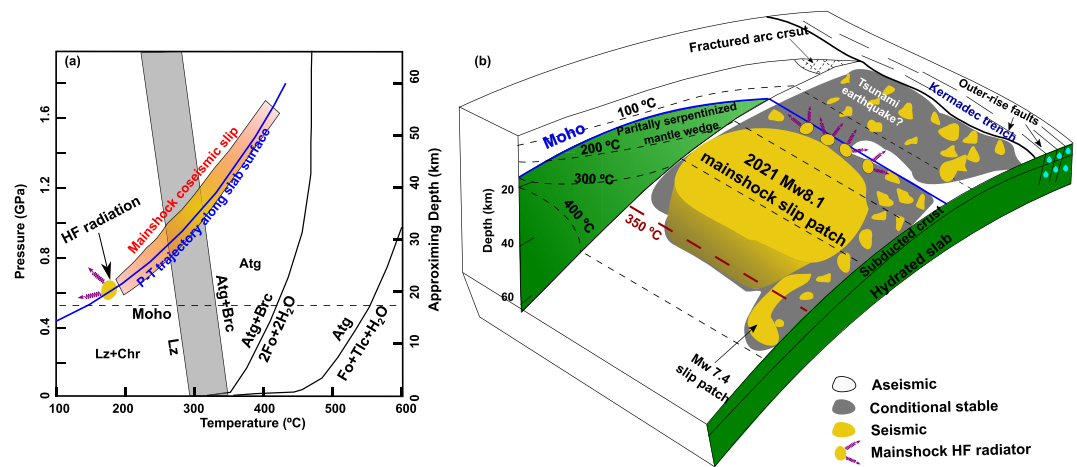 (a)
Pressure (GPa)
1.6
1.2
0.8
0.4
0
60
50
40
30
20
10
0
Approximing Depth (km)
Mainshock coseismic slip
P-T trajectory along slab surface
HF radiation
Moho
Lz+Chr
Lz
Atg+Brc
Atg
Atg+Brc
2Fo+2H2O
Atg
Fo+Tlc+H2O
100
200
300
400
500
600
Temperature (ºC)
(b)
Fractured arc crsut
Outer-rise faults
Kermadec trench
Tsunami
earthquake?
Moho
100 ºC
200 ºC
300 ºC
400 ºC
350 ºC
Paritally serpentinized
mantle wedge
2021 Mw8.1
mainshock slip patch
Subducted crust
Hydrated slab
Depth (km)
20
40
60
Mw 7.4
slip patch
Aseismic
Conditional stable
Seismic
Mainshock HF radiator